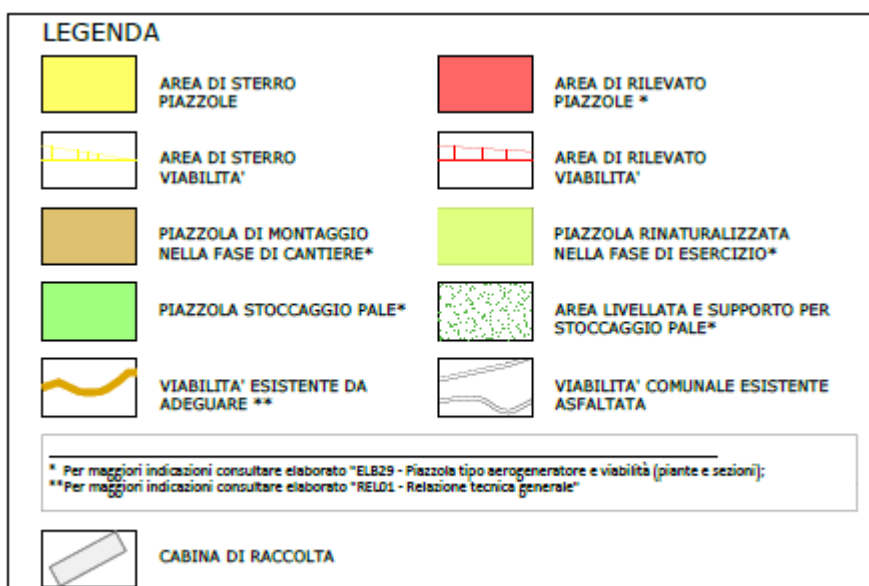 LEGENDA
AREA DI STERRO
PIAZZOLE
AREA DI RILEVATO
PIAZZOLE *
AREA DI STERRO
VIABILITA'
AREA DI RILEVATO
VIABILITA'
PIAZZOLA DI MONTAGGIO
NELLA FASE DI CANTIERE*
PIAZZOLA RINATURALIZZATA
NELLA FASE DI ESERCIZIO*
PIAZZOLA STOCCAGGIO PALE*
AREA LIVELLATA E SUPPORTO PER
STOCCAGGIO PALE*
VIABILITA' ESISTENTE DA
ADEGUARE **
VIABILITA' COMUNALE ESISTENTE
ASFALTATA
* Per maggiori indicazioni consultare elaborato "ELB29 - Piazzola tipo aerogeneratore e viabilità (piante e sezioni);
**Per maggiori indicazioni consultare elaborato "REL01 - Relazione tecnica generale"
CABINA DI RACCOLTA